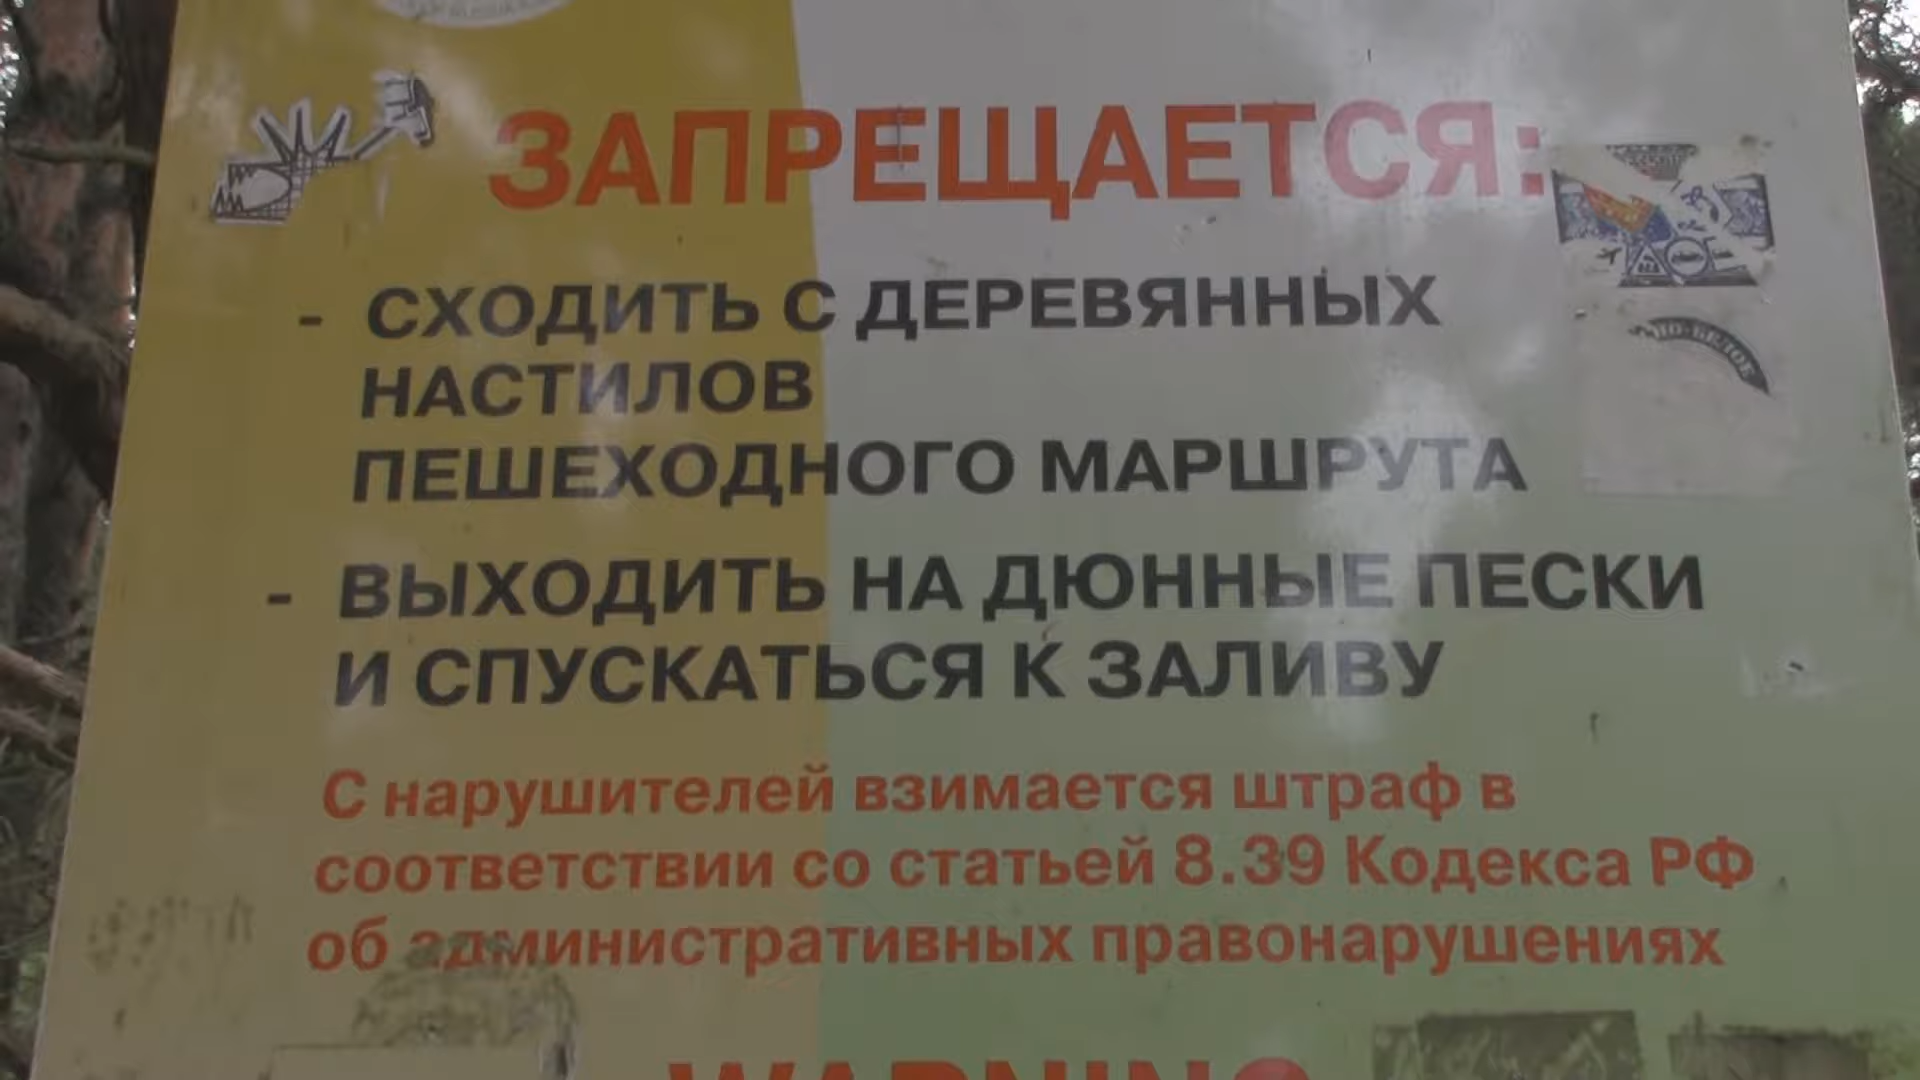 ЗАПРЕЩАЕТСЯ:
- СХОДИТЬ С ДЕРЕВЯННЫХ
НАСТИЛОВ
ПЕШЕХОДНОГО МАРШРУТА
- ВЫХОДИТЬ НА ДЮННЫЕ ПЕСКИ
И СПУСКАТЬСЯ К ЗАЛИВУ
С нарушителей взимается штраф в
соответствии со статьей 8.39 Кодекса РФ
об административных правонарушениях
WARNING